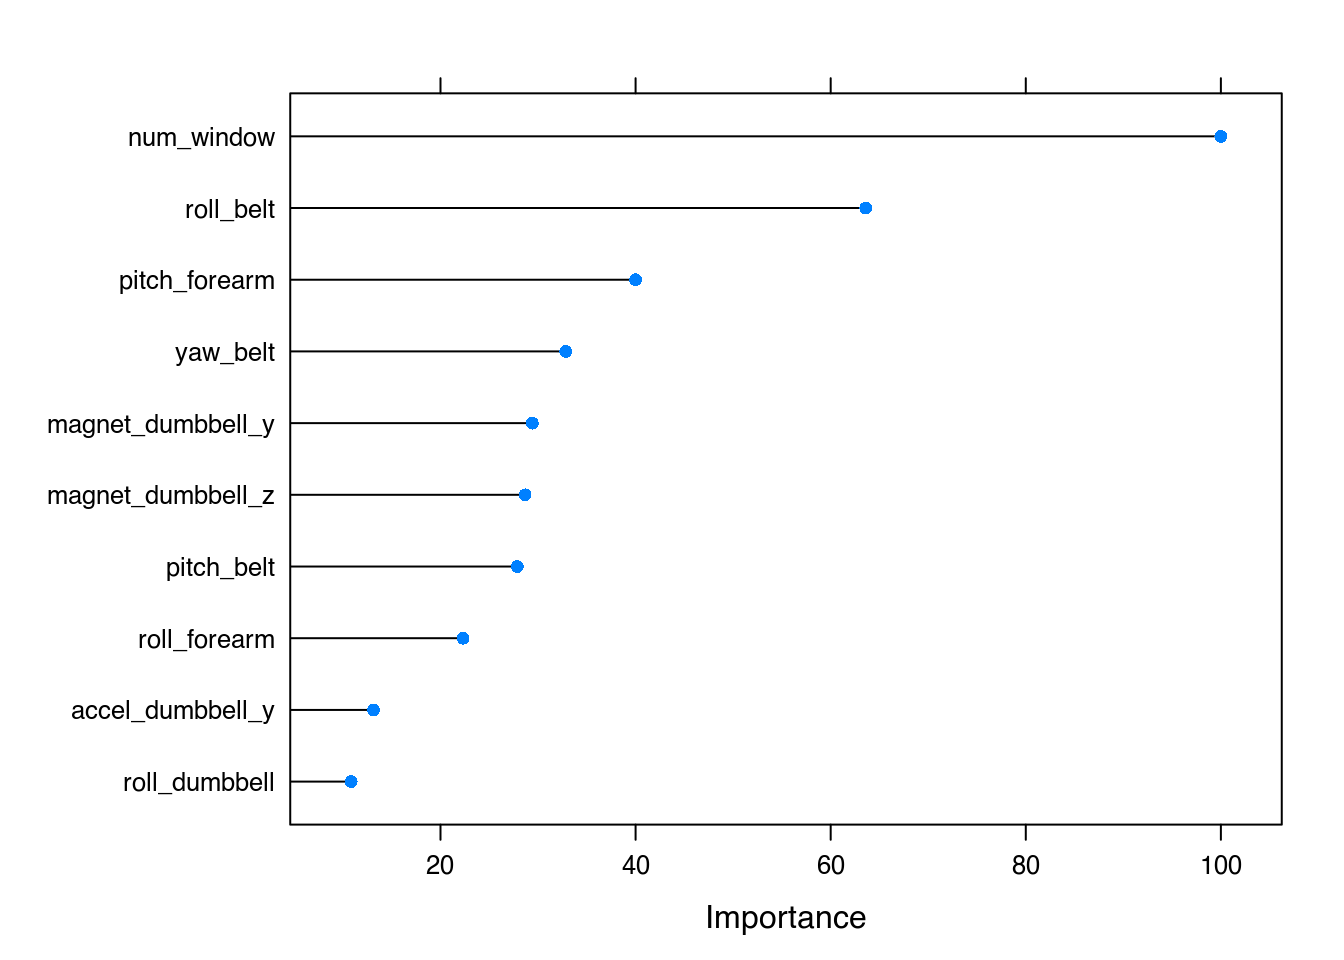 num_window
roll_belt
pitch_forearm
yaw_belt
magnet_dumbbell_y
magnet_dumbbell_z
pitch_belt
roll_forearm
accel_dumbbell_y
roll_dumbbell
20 40 60 80 100
Importance